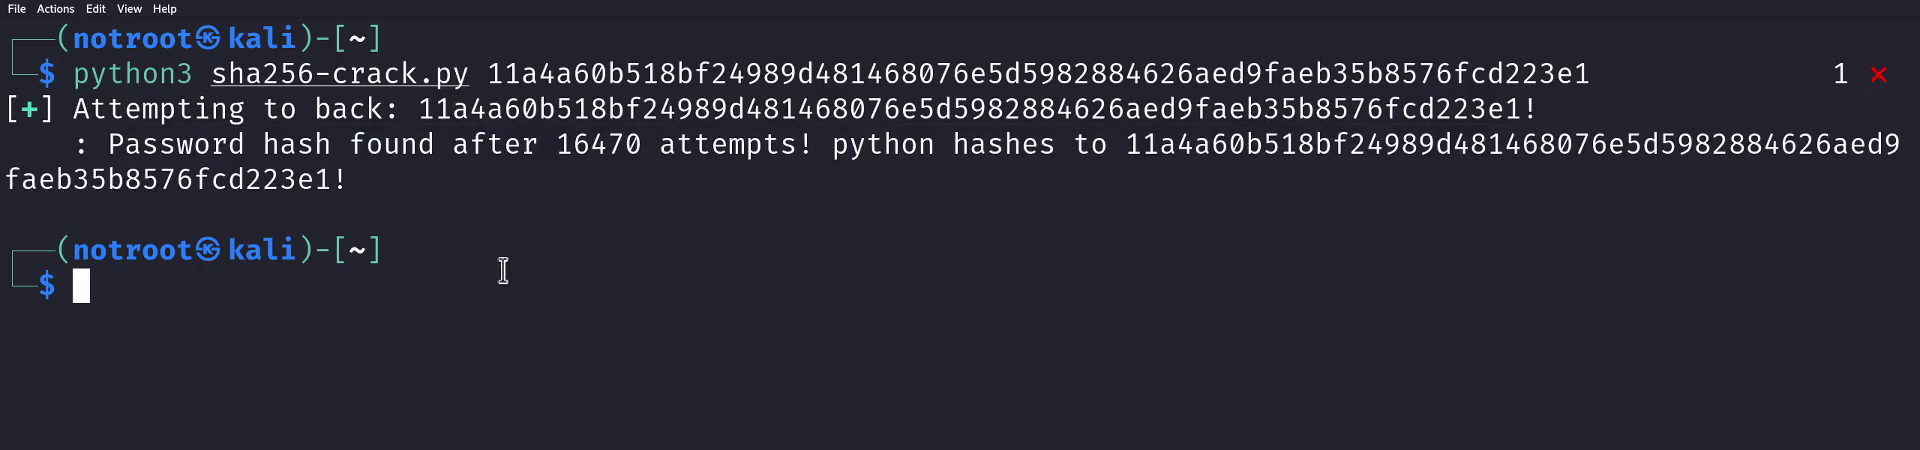 File Actions Edit View Help
(notroot㉿kali)-[~]
$ python3 sha256-crack.py 11a4a60b518bf24989d481468076e5d5982884626aed9faeb35b8576fcd223e1 1 ⨯
[+] Attempting to back: 11a4a60b518bf24989d481468076e5d5982884626aed9faeb35b8576fcd223e1!
: Password hash found after 16470 attempts! python hashes to 11a4a60b518bf24989d481468076e5d5982884626aed9
faeb35b8576fcd223e1!
(notroot㉿kali)-[~]
$